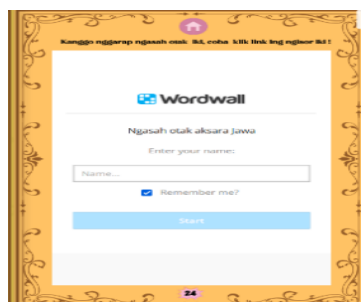 Kanggo nggarap ngasah otak iki, coba klik link ing ngisor iki !
Wordwall
Ngasah otak aksara Jawa
Enter your name:
Name...
Remember me?
Start
24